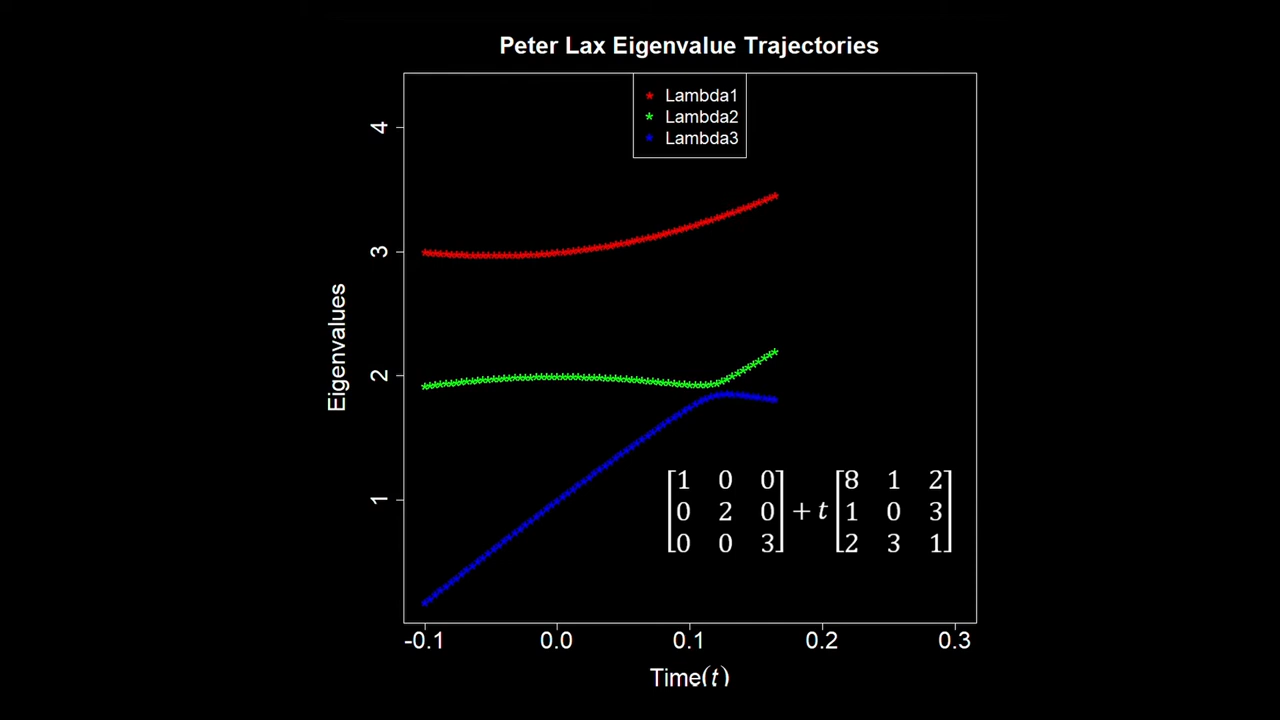 Peter Lax Eigenvalue Trajectories
* Lambda1
* Lambda2
* Lambda3
4
3
2
1
Eigenvalues
[1 0 0] [8 1 2]
[0 2 0] + t [1 0 3]
[0 0 3] [2 3 1]
-0.1 0.0 0.1 0.2 0.3
Time(t)